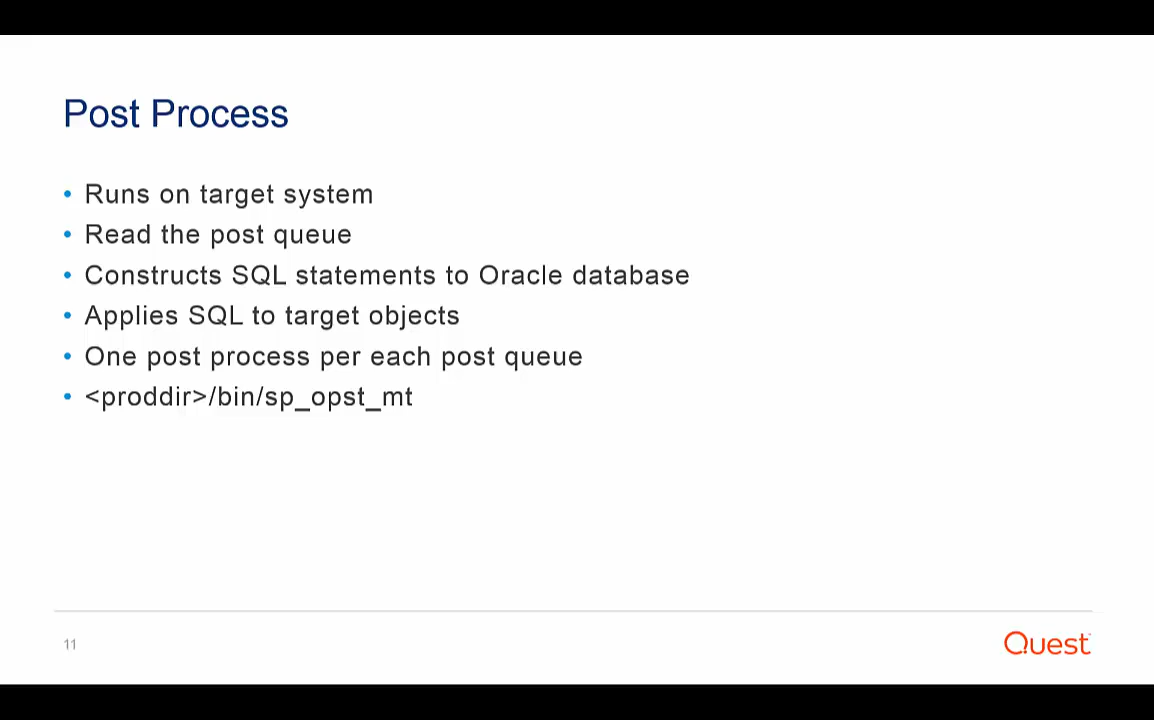 Post Process
• Runs on target system
• Read the post queue
• Constructs SQL statements to Oracle database
• Applies SQL to target objects
• One post process per each post queue
• <proddir>/bin/sp_opst_mt
11
Quest